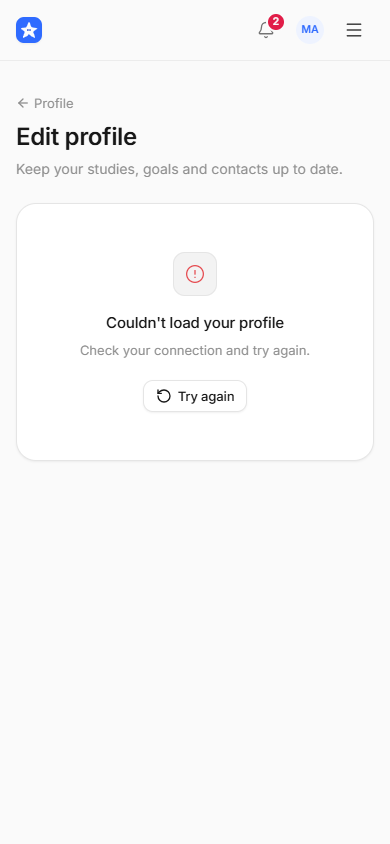 2
MA
Profile
Edit profile
Keep your studies, goals and contacts up to date.
Couldn't load your profile
Check your connection and try again.
Try again